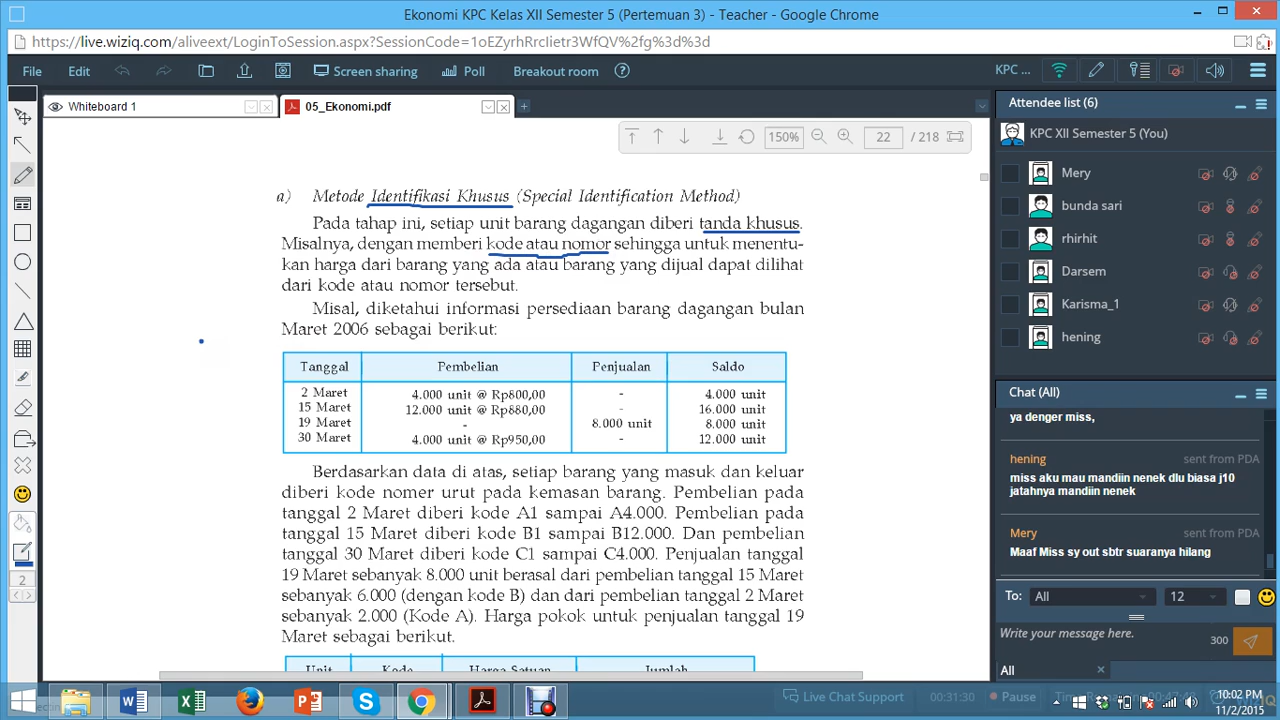 Ekonomi KPC Kelas XII Semester 5 (Pertemuan 3) - Teacher - Google Chrome
https://live.wiziq.com/aliveext/LoginToSession.aspx?SessionCode=1oEZyrhRrcIietr3WfQV%2fg%3d%3d
File Edit Screen sharing Poll Breakout room KPC ...
Whiteboard 1 05_Ekonomi.pdf
150% 22 / 218
a) Metode Identifikasi Khusus (Special Identification Method)
Pada tahap ini, setiap unit barang dagangan diberi tanda khusus.
Misalnya, dengan memberi kode atau nomor sehingga untuk menentu-
kan harga dari barang yang ada atau barang yang dijual dapat dilihat
dari kode atau nomor tersebut.
Misal, diketahui informasi persediaan barang dagangan bulan
Maret 2006 sebagai berikut:
Tanggal Pembelian Penjualan Saldo
2 Maret 4.000 unit @ Rp800,00 - 4.000 unit
15 Maret 12.000 unit @ Rp880,00 - 16.000 unit
19 Maret - 8.000 unit 8.000 unit
30 Maret 4.000 unit @ Rp950,00 - 12.000 unit
Berdasarkan data di atas, setiap barang yang masuk dan keluar
diberi kode nomer urut pada kemasan barang. Pembelian pada
tanggal 2 Maret diberi kode A1 sampai A4.000. Pembelian pada
tanggal 15 Maret diberi kode B1 sampai B12.000. Dan pembelian
tanggal 30 Maret diberi kode C1 sampai C4.000. Penjualan tanggal
19 Maret sebanyak 8.000 unit berasal dari pembelian tanggal 15 Maret
sebanyak 6.000 (dengan kode B) dan dari pembelian tanggal 2 Maret
sebanyak 2.000 (Kode A). Harga pokok untuk penjualan tanggal 19
Maret sebagai berikut.
Unit Kode Harga Satuan Jumlah
2
Attendee list (6)
KPC XII Semester 5 (You)
Mery
bunda sari
rhirhit
Darsem
Karisma_1
hening
Chat (All)
ya denger miss,
hening sent from PDA
miss aku mau mandiin nenek dlu biasa j10
jatahnya mandiin nenek
Mery sent from PDA
Maaf Miss sy out sbtr suaranya hilang
To: All 12
Write your message here. 300
All
Live Chat Support 00:31:30 Pause
10:02 PM
11/2/2015